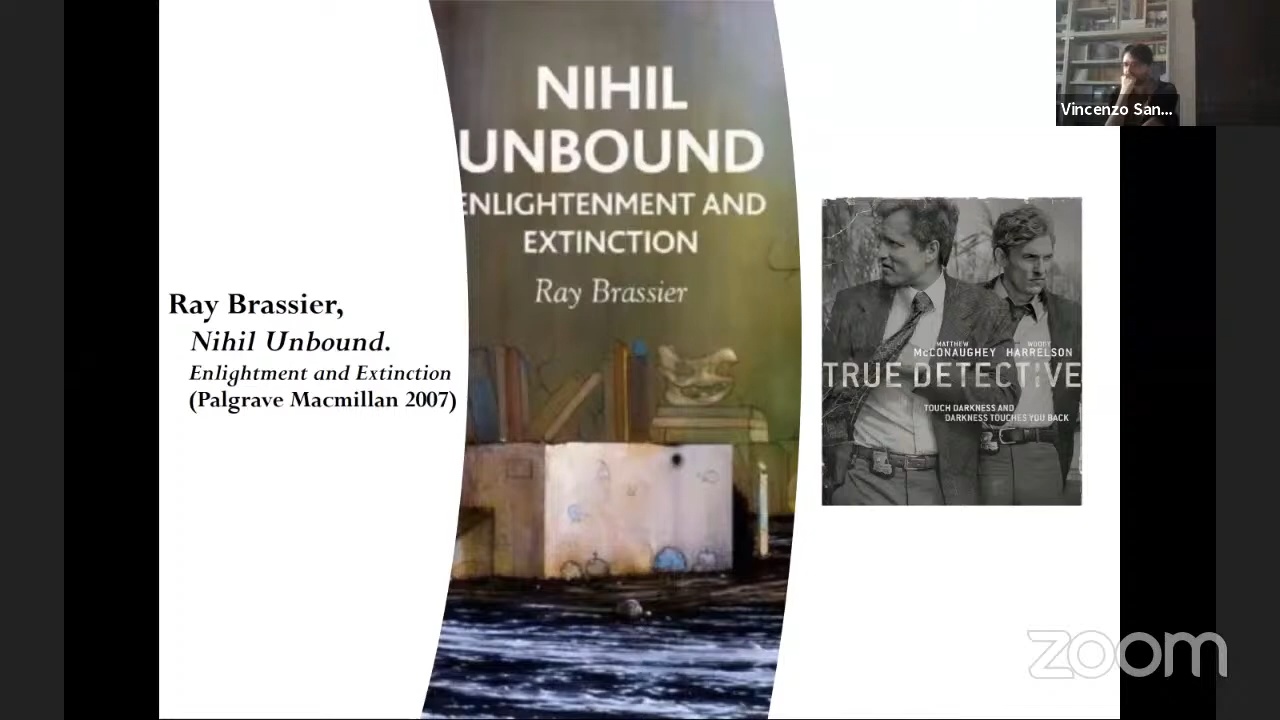 Ray Brassier,
Nihil Unbound.
Enlightment and Extinction
(Palgrave Macmillan 2007)
NIHIL
UNBOUND
ENLIGHTENMENT AND
EXTINCTION
Ray Brassier
MATTHEW WOODY
McCONAUGHEY HARRELSON
TRUE DETECTIVE
TOUCH DARKNESS AND
DARKNESS TOUCHES YOU BACK
Vincenzo San...
zoom